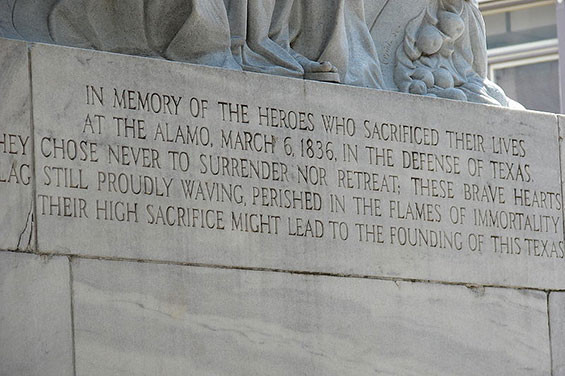 IN MEMORY OF THE HEROES WHO SACRIFICED THEIR LIVES
AT THE ALAMO, MARCH 6, 1836, IN THE DEFENSE OF TEXAS.
HEY CHOSE NEVER TO SURRENDER NOR RETREAT; THESE BRAVE HEARTS
LAG STILL PROUDLY WAVING, PERISHED IN THE FLAMES OF IMMORTALITY
THEIR HIGH SACRIFICE MIGHT LEAD TO THE FOUNDING OF THIS TEXAS